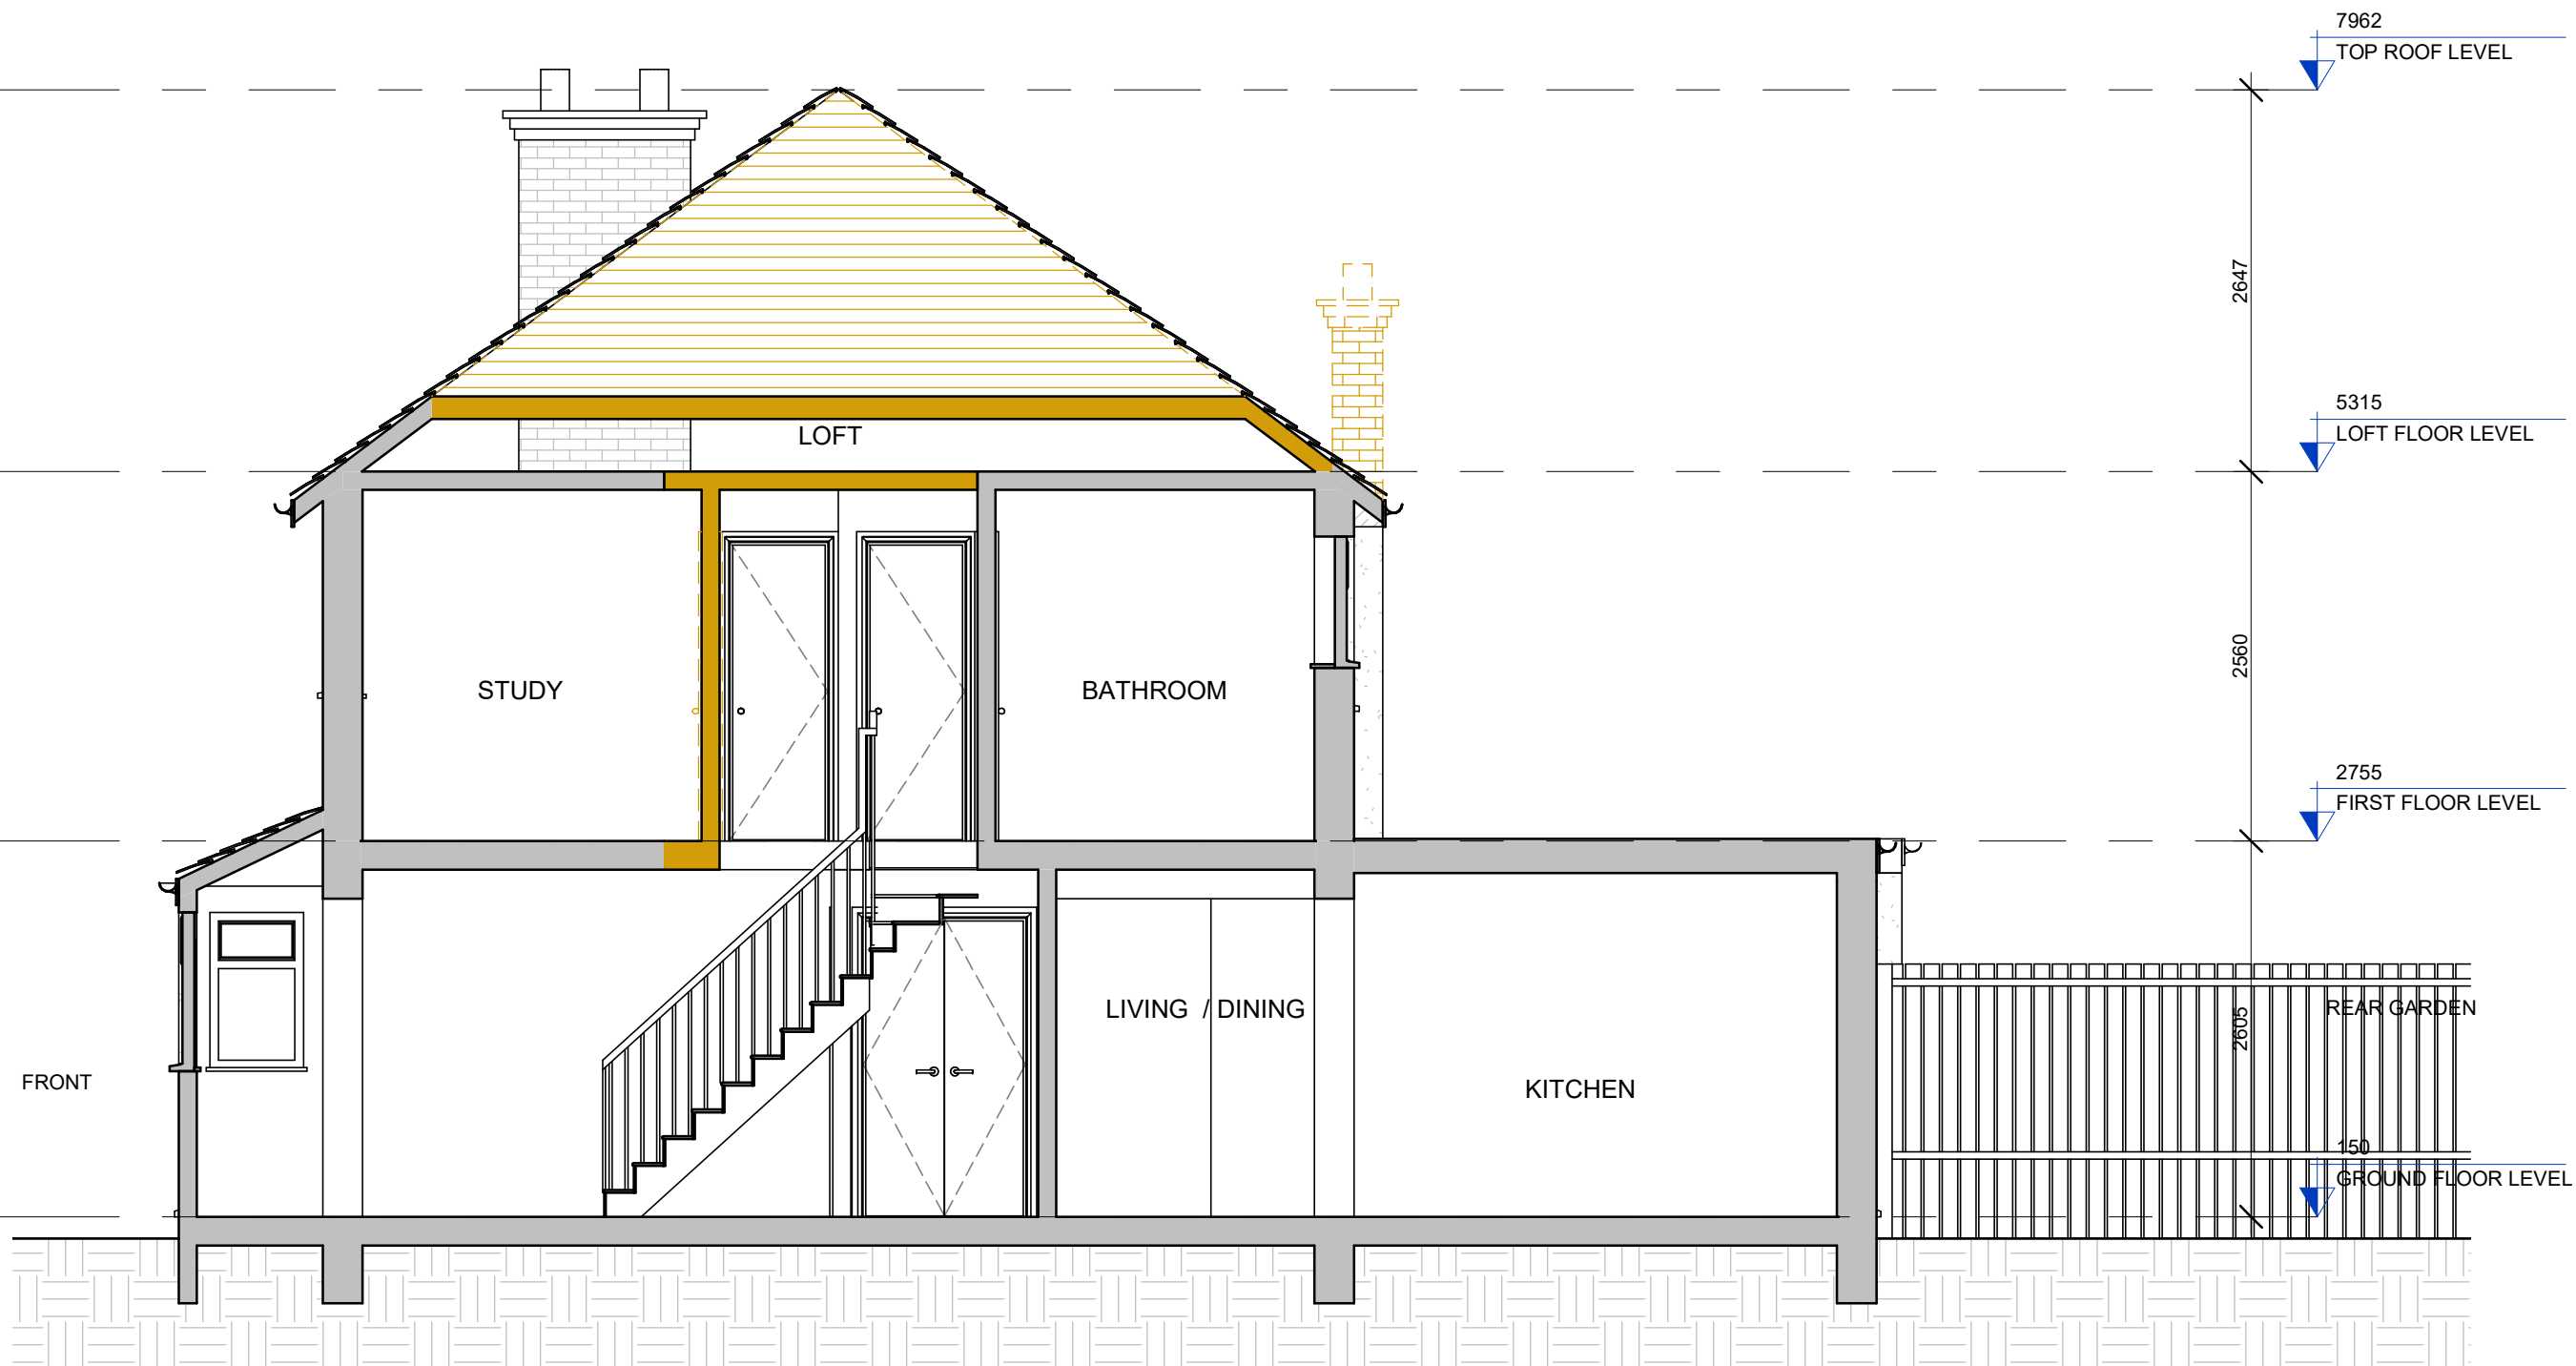 7962
TOP ROOF LEVEL
2647
5315
LOFT FLOOR LEVEL
LOFT
2560
STUDY
BATHROOM
2755
FIRST FLOOR LEVEL
LIVING / DINING
REAR GARDEN
2605
FRONT
KITCHEN
150
GROUND FLOOR LEVEL